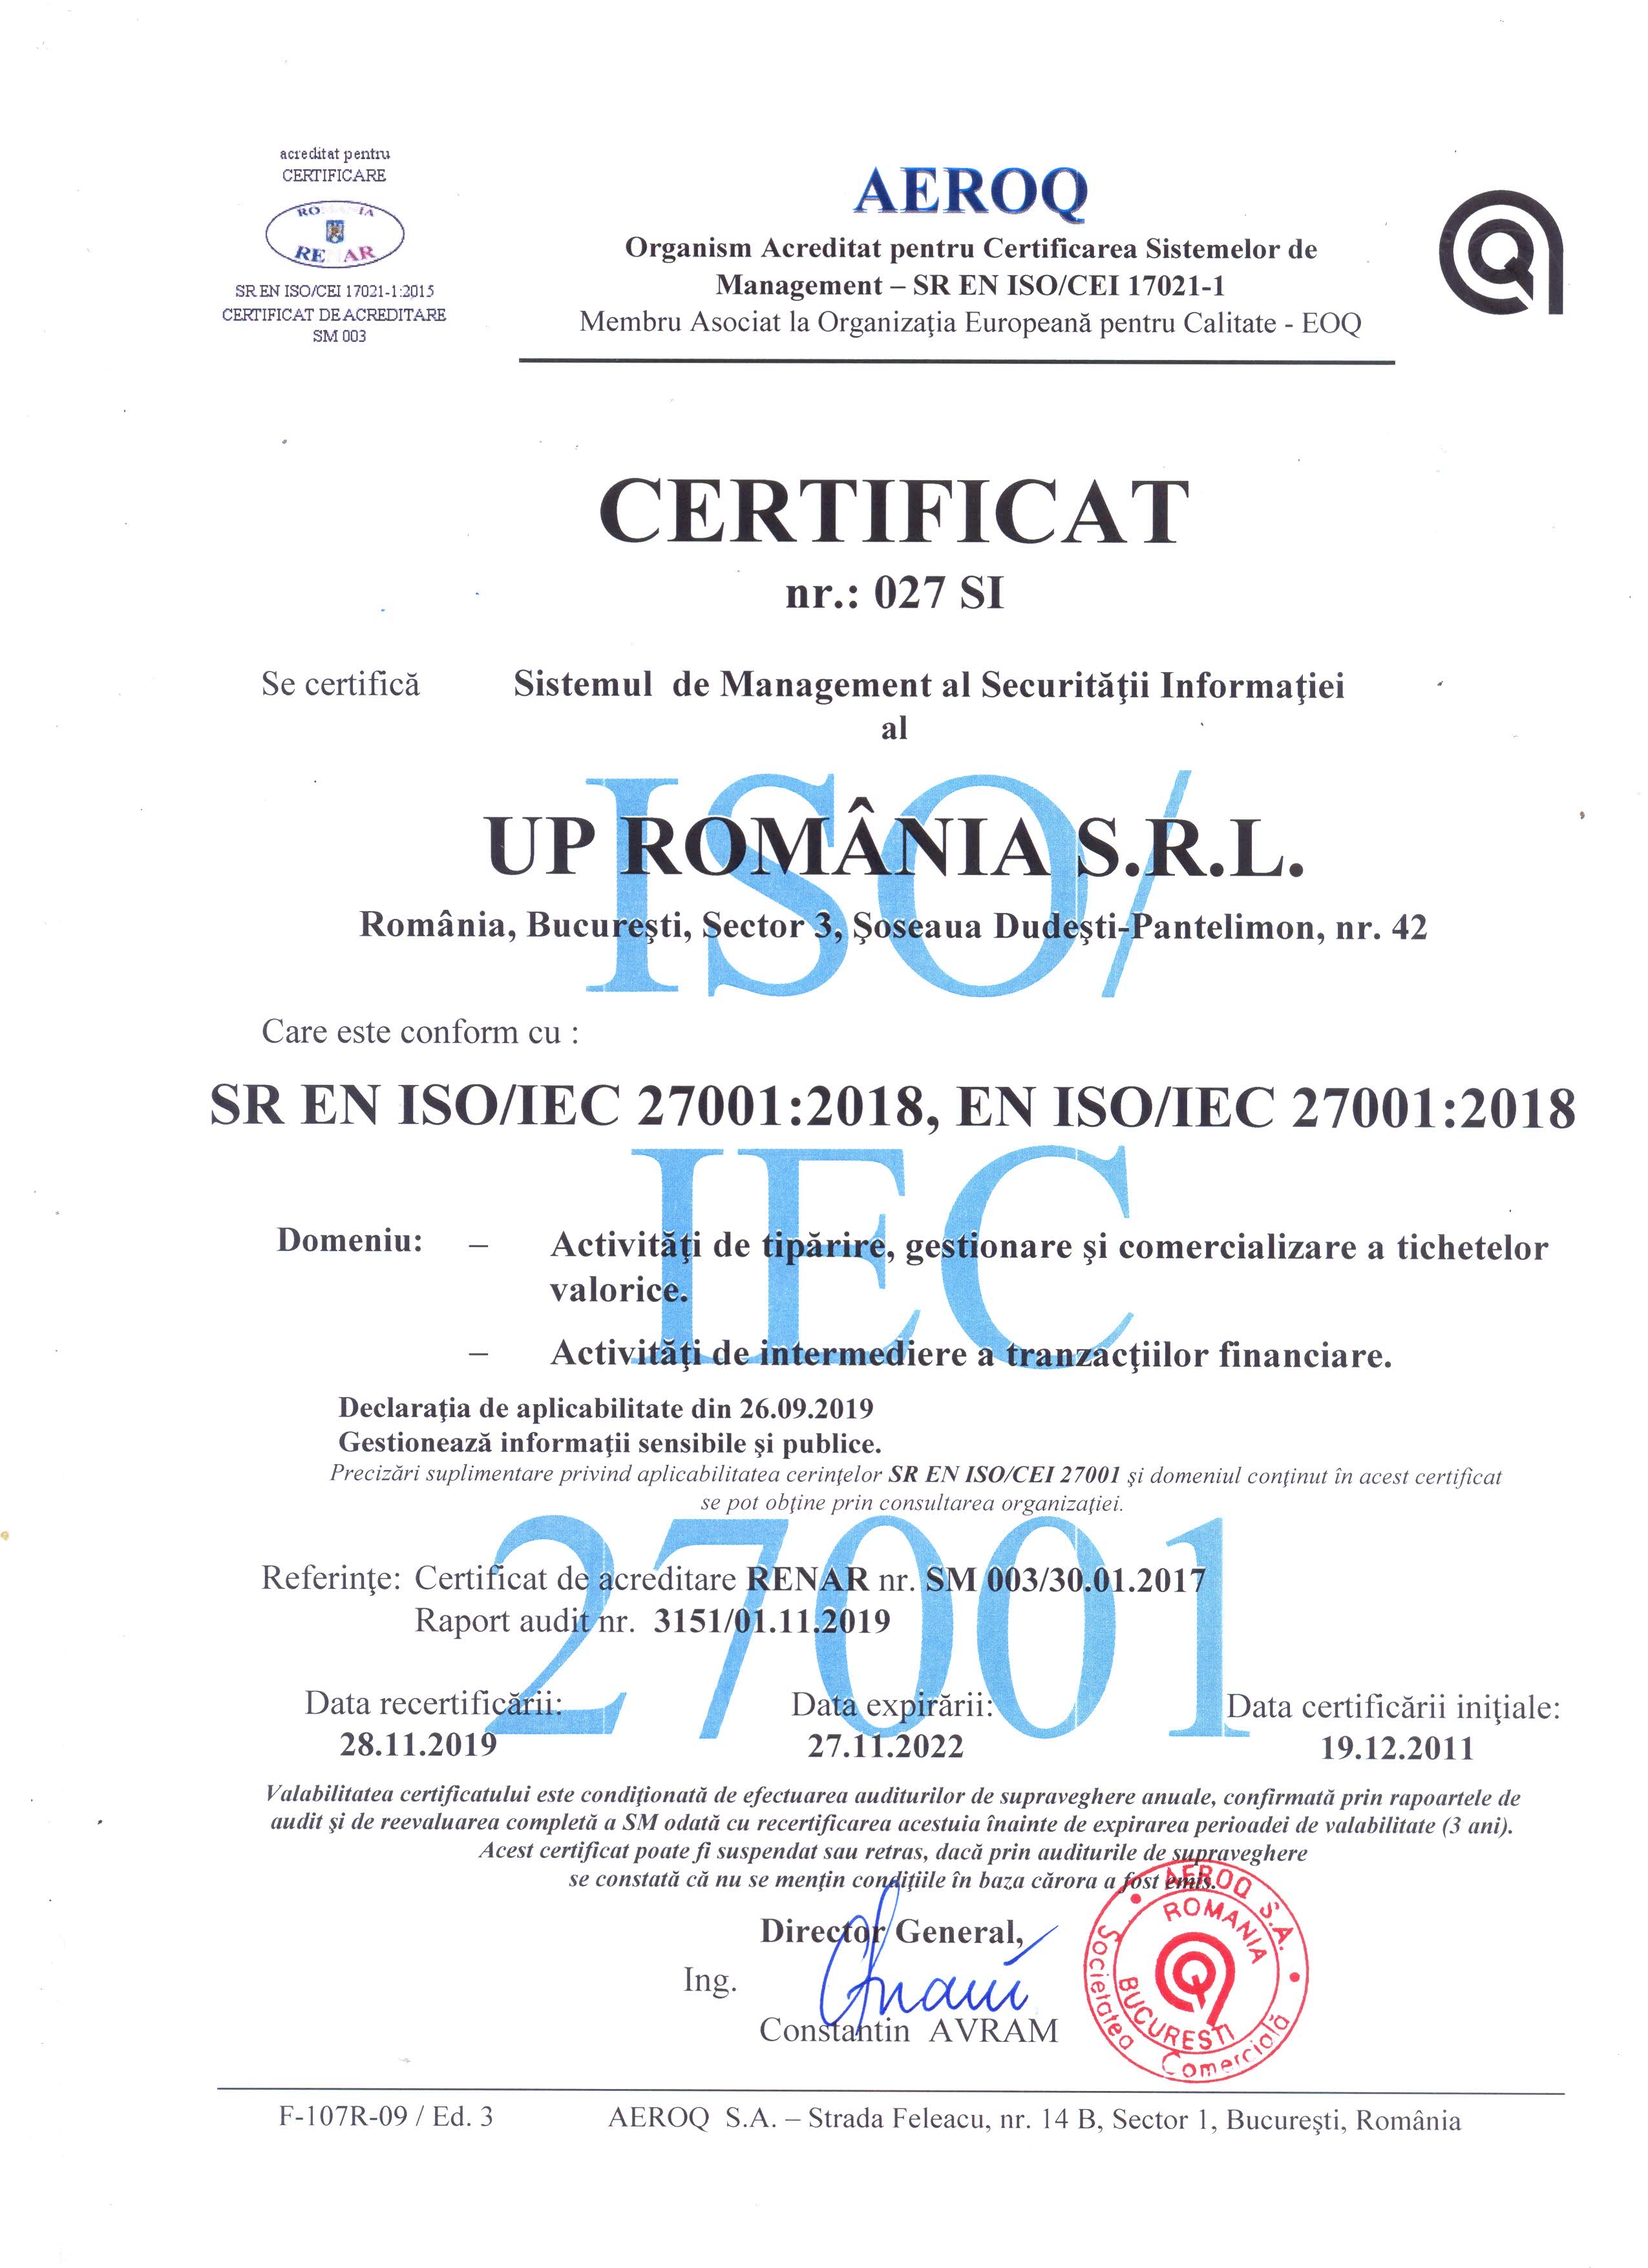 acreditat pentru
CERTIFICARE
ROMANIA
RENAR
SR EN ISO/CEI 17021-1:2015
CERTIFICAT DE ACREDITARE
SM 003
AEROQ
Organism Acreditat pentru Certificarea Sistemelor de
Management – SR EN ISO/CEI 17021-1
Membru Asociat la Organizaţia Europeană pentru Calitate - EOQ
CERTIFICAT
nr.: 027 SI
Se certifică Sistemul de Management al Securităţii Informaţiei
al
ISO/
UP ROMÂNIA S.R.L.
România, Bucureşti, Sector 3, Şoseaua Dudeşti-Pantelimon, nr. 42
Care este conform cu :
SR EN ISO/IEC 27001:2018, EN ISO/IEC 27001:2018
IEC
Domeniu: – Activităţi de tipărire, gestionare şi comercializare a tichetelor
valorice.
– Activităţi de intermediere a tranzacţiilor financiare.
Declaraţia de aplicabilitate din 26.09.2019
Gestionează informaţii sensibile şi publice.
Precizări suplimentare privind aplicabilitatea cerinţelor SR EN ISO/CEI 27001 şi domeniul conţinut în acest certificat
se pot obţine prin consultarea organizaţiei.
27001
Referinţe: Certificat de acreditare RENAR nr. SM 003/30.01.2017
Raport audit nr. 3151/01.11.2019
Data recertificării: Data expirării: Data certificării iniţiale:
28.11.2019 27.11.2022 19.12.2011
Valabilitatea certificatului este condiţionată de efectuarea auditurilor de supraveghere anuale, confirmată prin rapoartele de
audit şi de reevaluarea completă a SM odată cu recertificarea acestuia înainte de expirarea perioadei de valabilitate (3 ani).
Acest certificat poate fi suspendat sau retras, dacă prin auditurile de supraveghere
se constată că nu se menţin condiţiile în baza cărora a fost emis.
Director General,
Ing.
Constantin AVRAM
AEROQ S.A.
Societatea Comercială
ROMANIA
BUCURESTI
F-107R-09 / Ed. 3 AEROQ S.A. – Strada Feleacu, nr. 14 B, Sector 1, Bucureşti, România